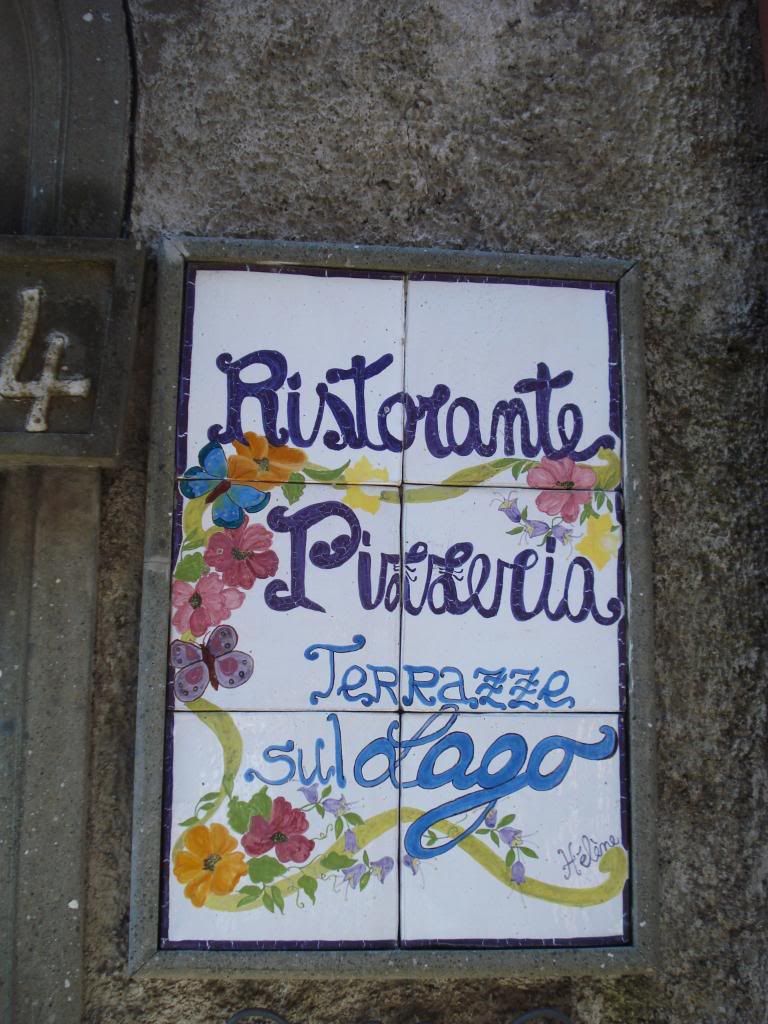 4
Ristorante
Pizzeria
Terrazze
sul Lago
Hélène